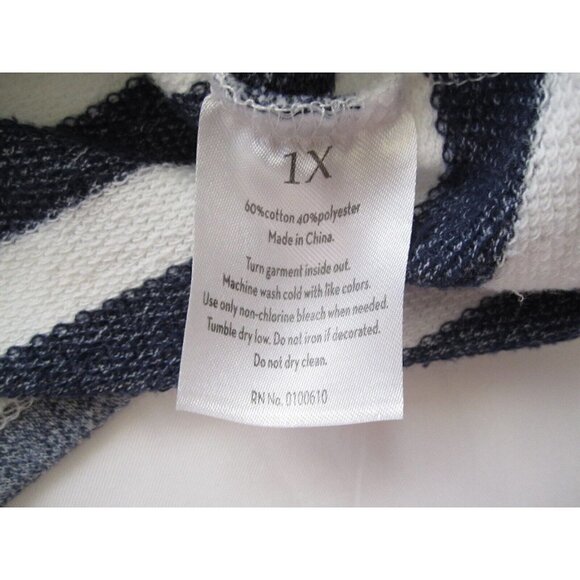 1X
60%cotton 40%polyester
Made in China.
Turn garment inside out.
Machine wash cold with like colors.
Use only non-chlorine bleach when needed.
Tumble dry low. Do not iron if decorated.
Do not dry clean.
RN No. 0100610